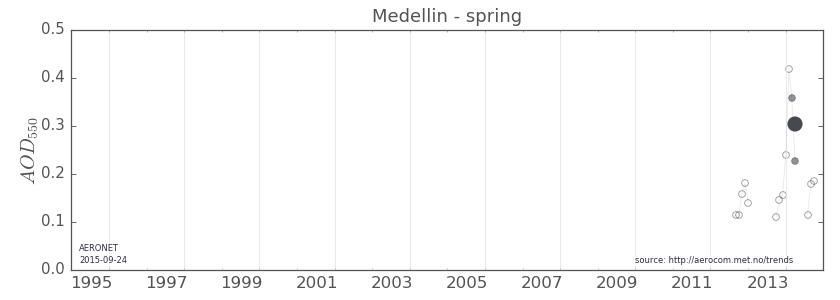 Medellin - spring
0.5
0.4
0.3
0.2
0.1
0.0
AOD550
AERONET
2015-09-24
source: http://aerocom.met.no/trends
1995 1997 1999 2001 2003 2005 2007 2009 2011 2013